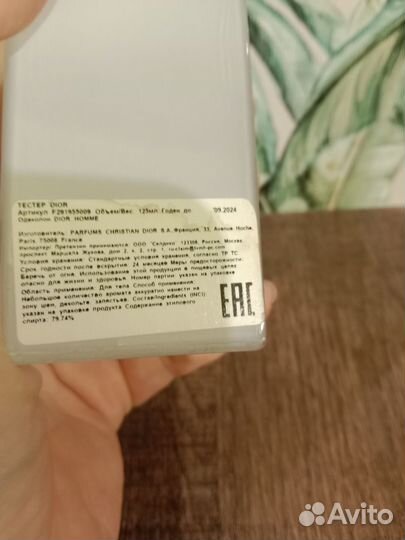 ТЕСТЕР DIOR
Артикул F291955009 Объем/Вес: 125мл Годен до 09.2024
Одеколон DIOR HOMME
Изготовитель: PARFUMS CHRISTIAN DIOR S.A., Франция, 33, Avenue Hoche,
Paris 75008, France
Импортер/ Претензии принимаются: ООО "Селдико" 123308, Россия, Москва,
проспект Маршала Жукова, дом 2, к. 2, стр. 1,
Условия хранения: Стандартные условия хранения, согласно ТР ТС
Срок годности после вскрытия: 24 месяцев Меры предосторожности:
Беречь от огня. Использование этой продукции в пищевых целях
опасно для жизни и здоровья. Номер партии указан на упаковке
Область применения: Для тела Способ применения:
Небольшое количество аромата аккуратно нанести на
зону шеи, декольте, запястьев. Состав/Ingredients (INCI)
указан на упаковке продукта Содержание этилового
спирта: 79.74%
EAC
Avito